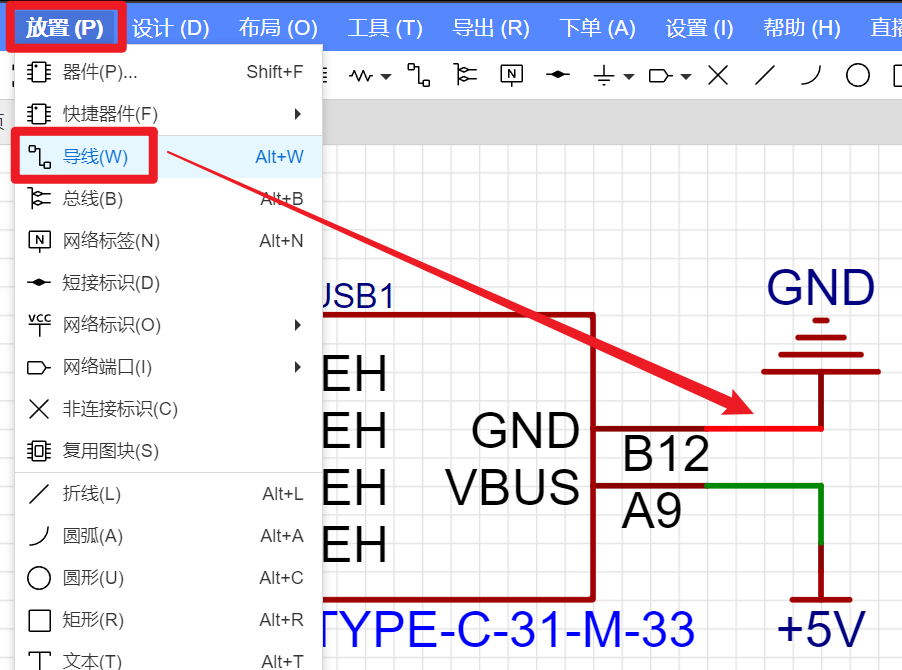 放置 (P) 设计 (D) 布局 (O) 工具 (T) 导出 (R) 下单 (A) 设置 (I) 帮助 (H) 直播
器件(P)... Shift+F
快捷器件(F)
导线(W) Alt+W
总线(B) Alt+B
N 网络标签(N) Alt+N
短接标识(D)
VCC 网络标识(O)
网络端口(I)
非连接标识(C)
复用图块(S)
折线(L) Alt+L
圆弧(A) Alt+A
圆形(U) Alt+C
矩形(R) Alt+R
文本(T) Alt+T
N
USB1
GND
EH
EH
EH
EH
GND
VBUS
B12
A9
TYPE-C-31-M-33
+5V